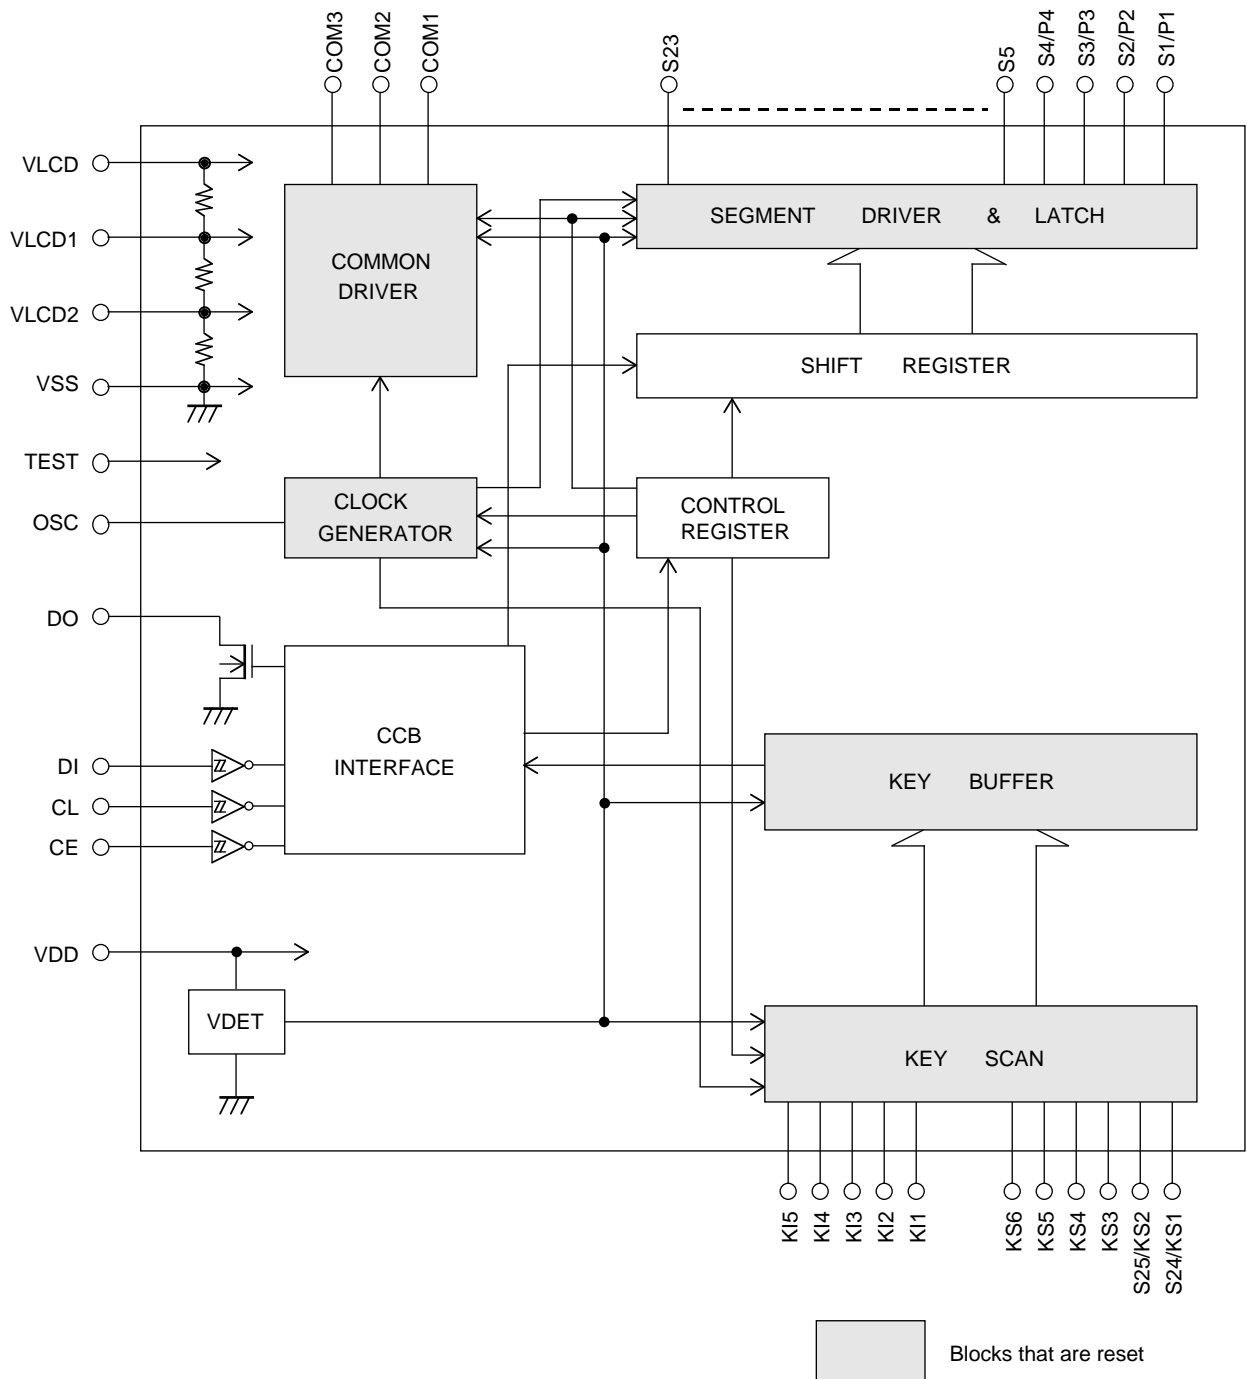 COM3
COM2
COM1
S23
S5
S4/P4
S3/P3
S2/P2
S1/P1
VLCD
VLCD1
VLCD2
VSS
TEST
OSC
DO
DI
CL
CE
VDD
COMMON
DRIVER
SEGMENT DRIVER & LATCH
SHIFT REGISTER
CLOCK
GENERATOR
CONTROL
REGISTER
CCB
INTERFACE
KEY BUFFER
VDET
KEY SCAN
KI5
KI4
KI3
KI2
KI1
KS6
KS5
KS4
KS3
S25/KS2
S24/KS1
Blocks that are reset